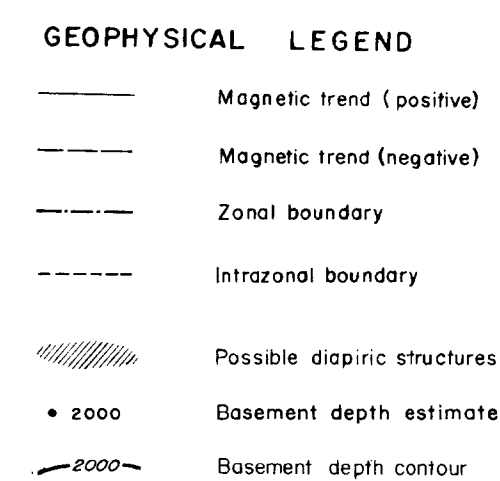 GEOPHYSICAL LEGEND
Magnetic trend (positive)
Magnetic trend (negative)
Zonal boundary
Intrazonal boundary
Possible diapiric structures
2000 Basement depth estimate
2000 Basement depth contour